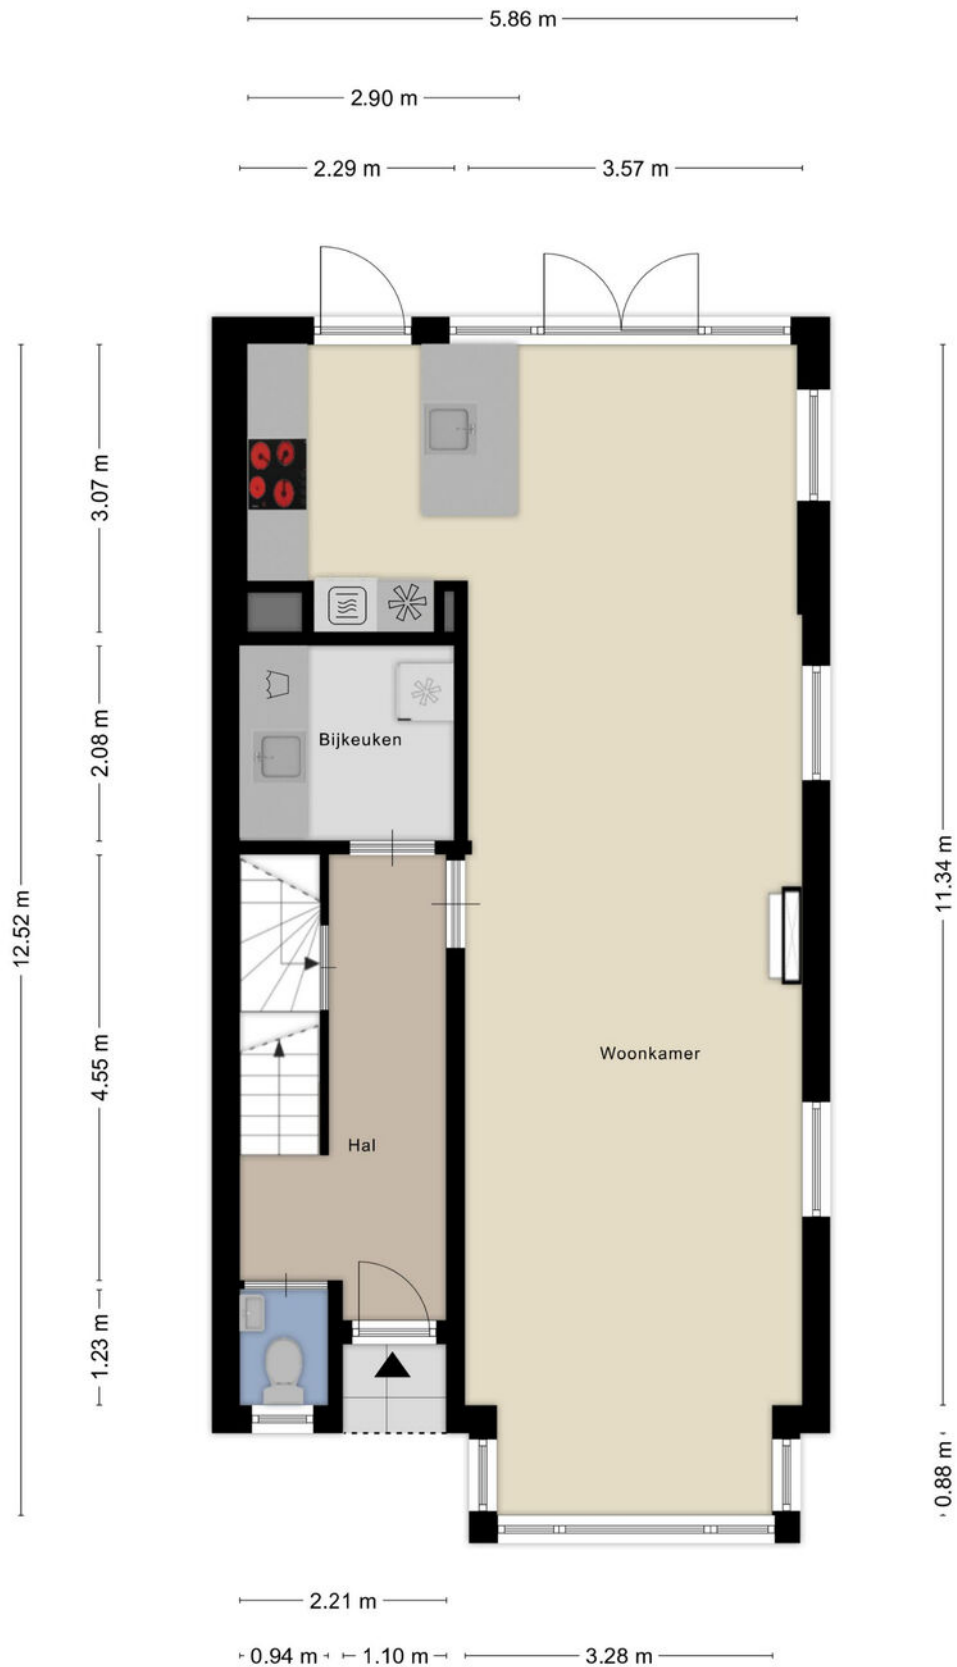 5.86 m
2.90 m
2.29 m
3.57 m
3.07 m
2.08 m
Bijkeuken
12.52 m
11.34 m
4.55 m
Woonkamer
Hal
1.23 m
0.88 m
2.21 m
0.94 m
1.10 m
3.28 m